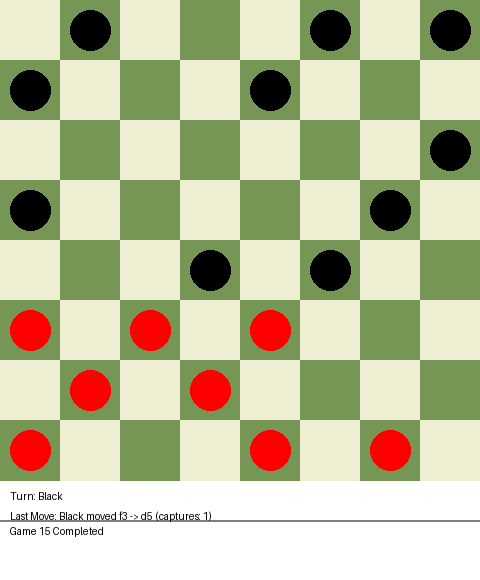 Turn: Black
Last Move: Black moved f3 -> d5 (captures: 1)
Game 15 Completed